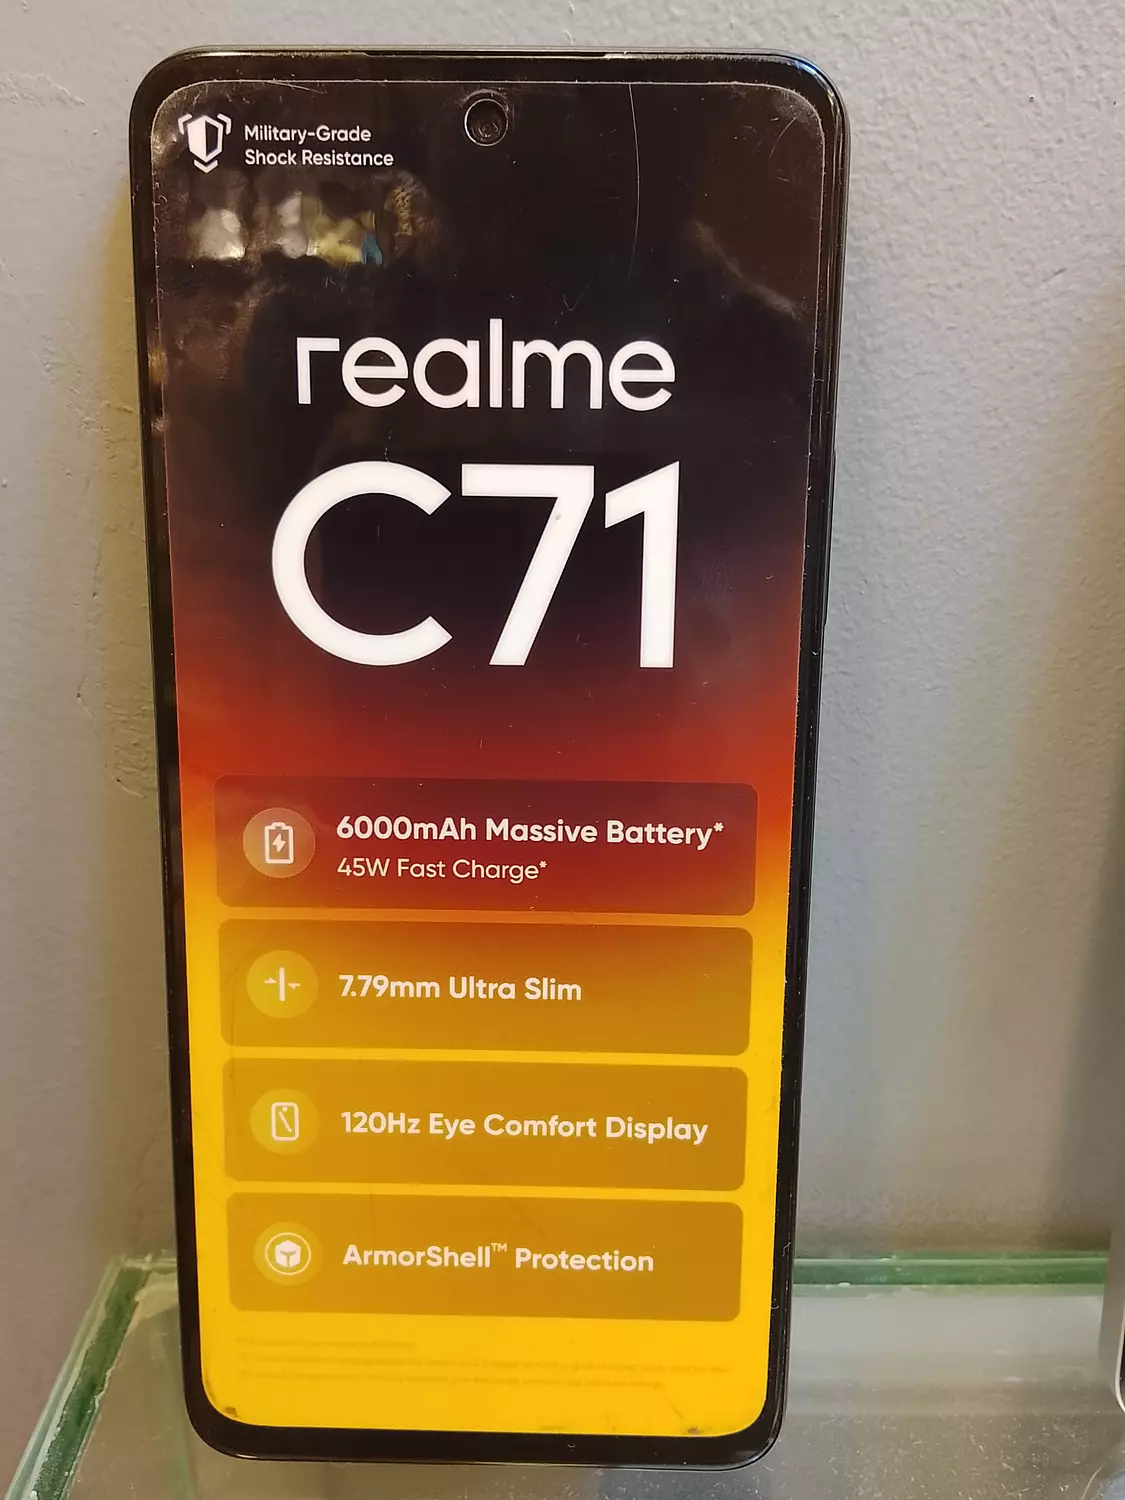 Military-Grade
Shock Resistance
realme
C71
6000mAh Massive Battery*
45W Fast Charge*
7.79mm Ultra Slim
120Hz Eye Comfort Display
ArmorShell™ Protection